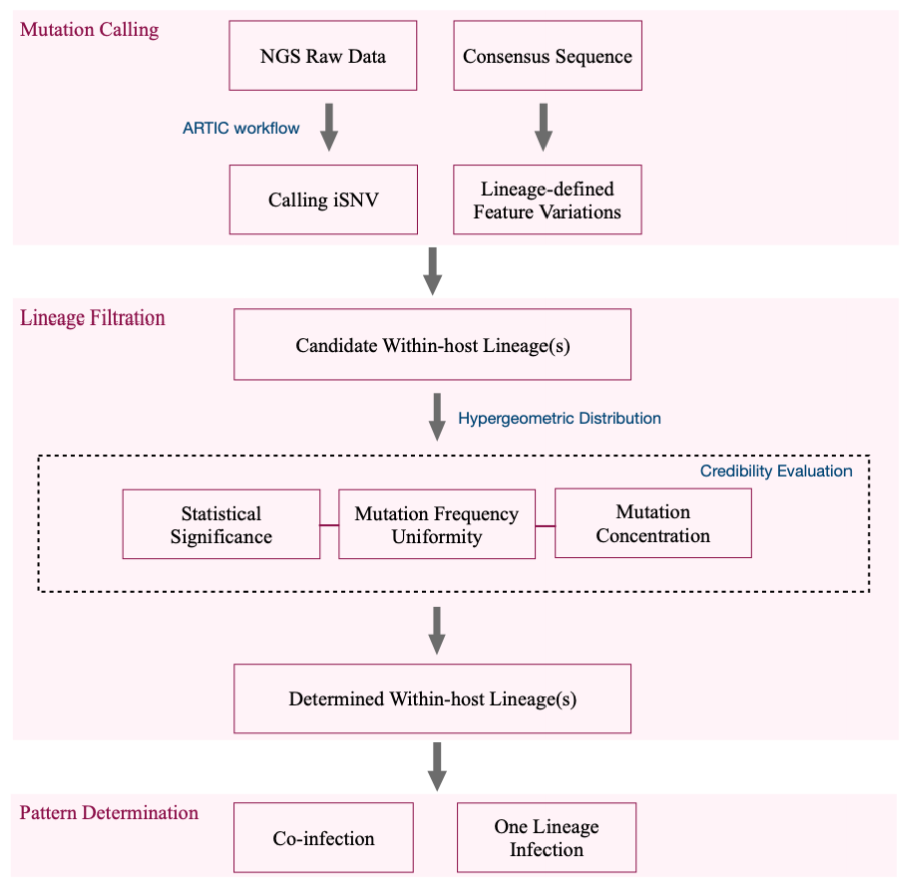 Mutation Calling
NGS Raw Data
Consensus Sequence
ARTIC workflow
Calling iSNV
Lineage-defined
Feature Variations
Lineage Filtration
Candidate Within-host Lineage(s)
Hypergeometric Distribution
Credibility Evaluation
Statistical
Significance
Mutation Frequency
Uniformity
Mutation
Concentration
Determined Within-host Lineage(s)
Pattern Determination
Co-infection
One Lineage
Infection